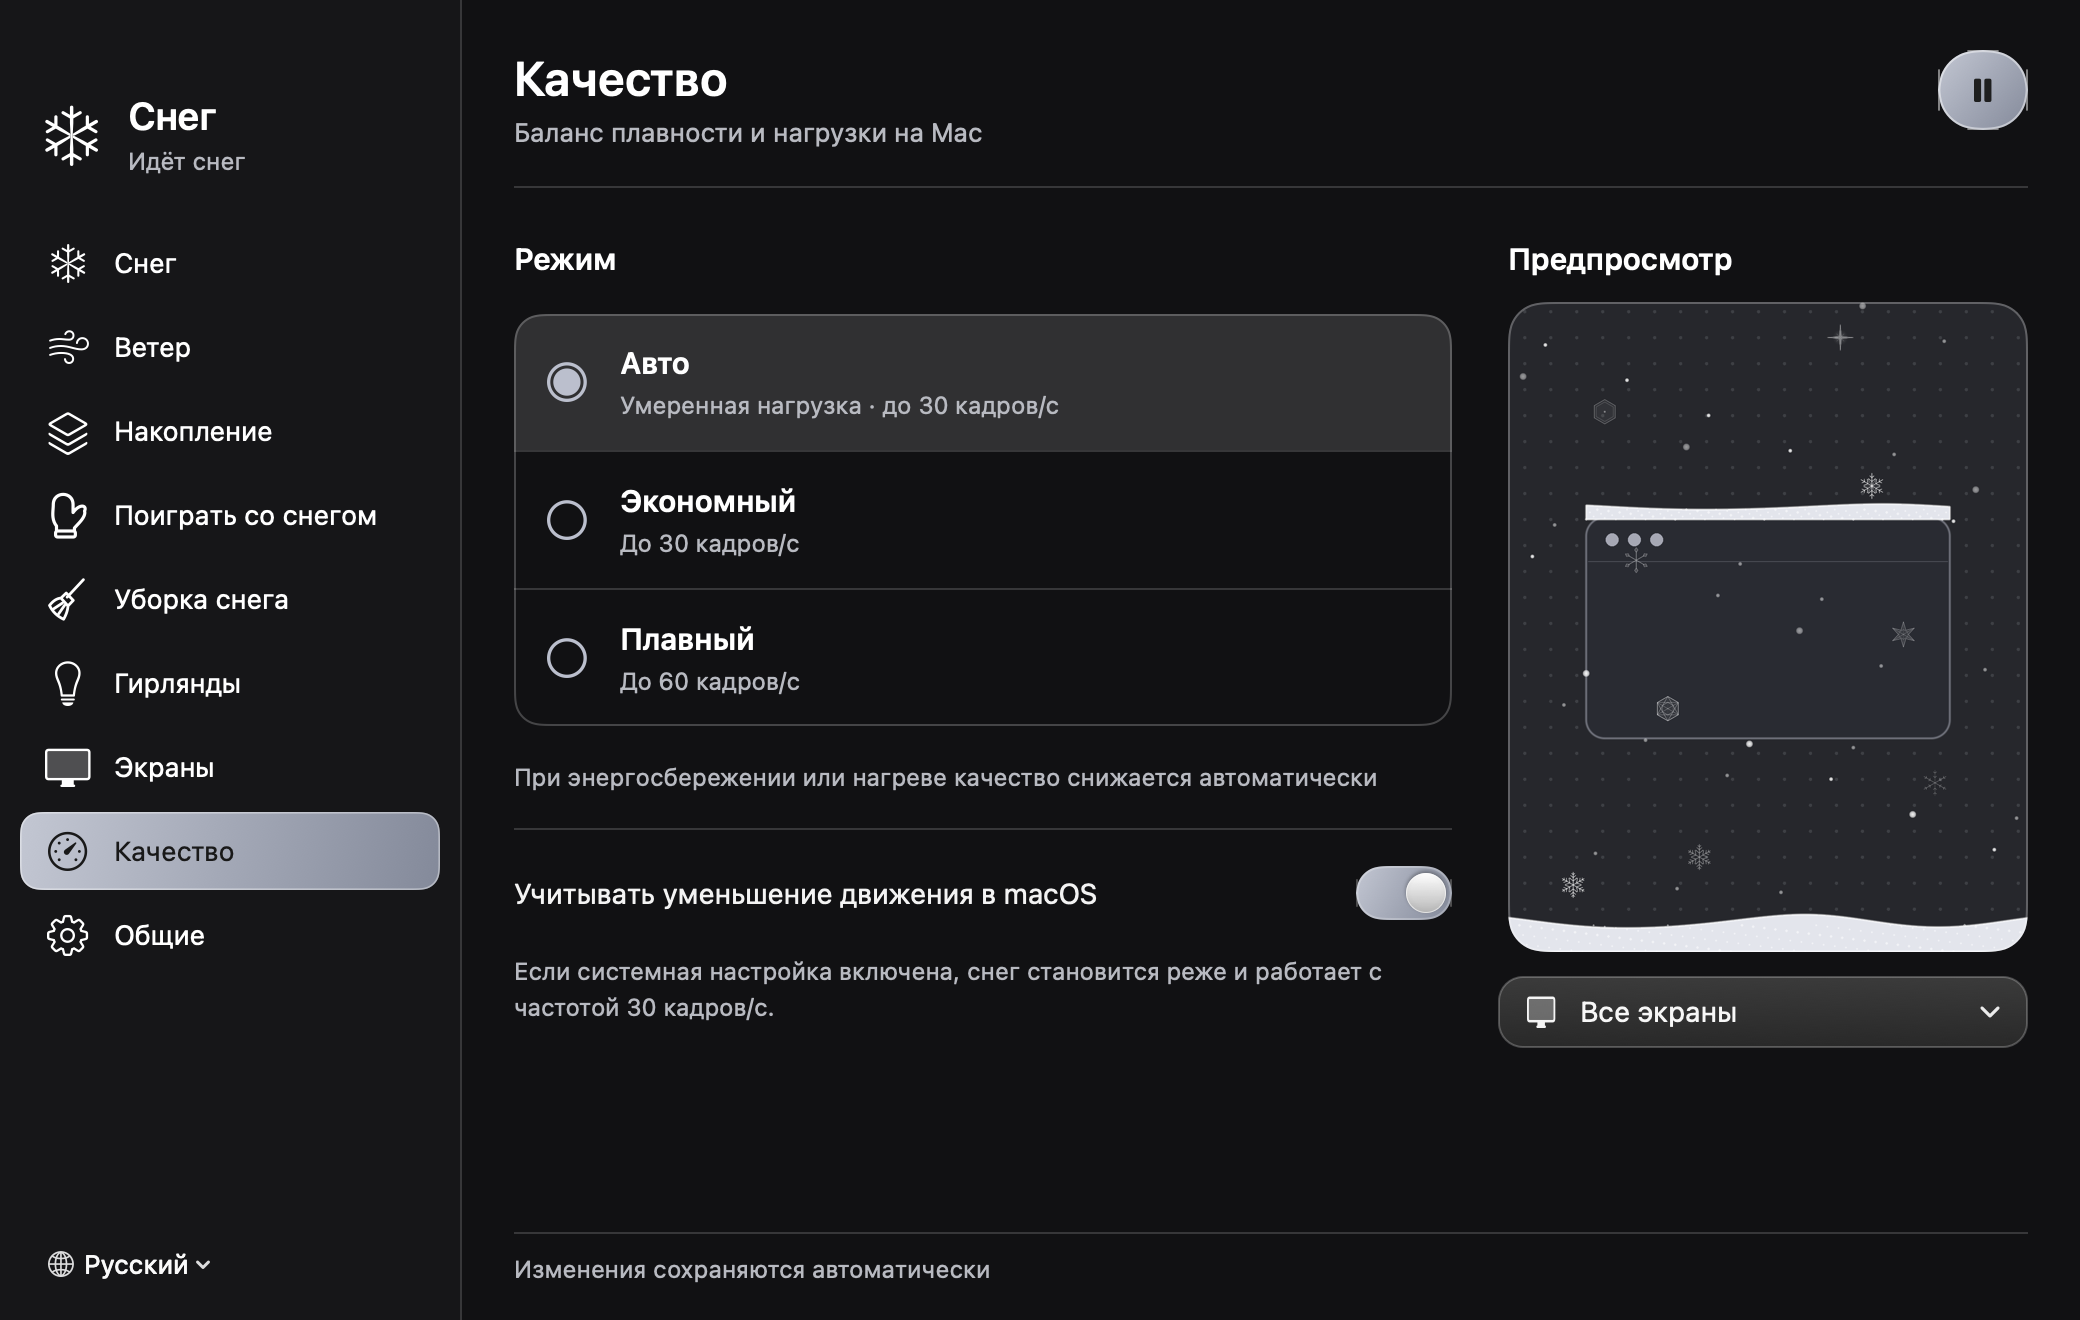 Снег
Идёт снег
Снег
Ветер
Накопление
Поиграть со снегом
Уборка снега
Гирлянды
Экраны
Качество
Общие
Русский
Качество
Баланс плавности и нагрузки на Mac
Режим
Авто
Умеренная нагрузка · до 30 кадров/с
Экономный
До 30 кадров/с
Плавный
До 60 кадров/с
При энергосбережении или нагреве качество снижается автоматически
Учитывать уменьшение движения в macOS
Если системная настройка включена, снег становится реже и работает с
частотой 30 кадров/с.
Предпросмотр
Все экраны
Изменения сохраняются автоматически